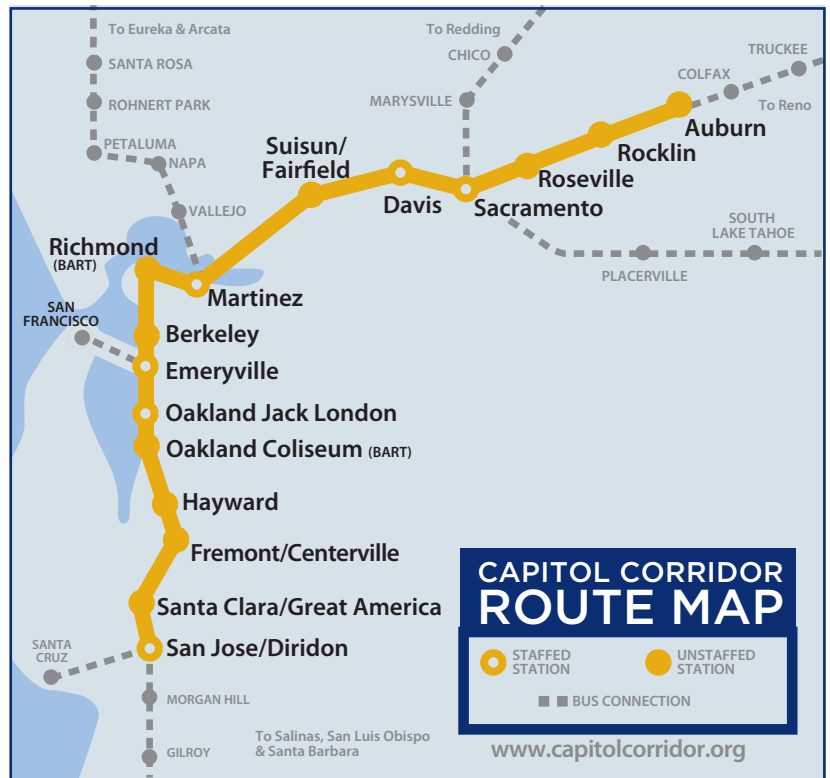 To Eureka & Arcata
SANTA ROSA
ROHNERT PARK
PETALUMA
NAPA
VALLEJO
To Redding
CHICO
MARYSVILLE
TRUCKEE
COLFAX
To Reno
Auburn
Rocklin
Roseville
Sacramento
Davis
Suisun/
Fairfield
SOUTH
LAKE TAHOE
PLACERVILLE
Richmond
(BART)
Martinez
SAN
FRANCISCO
Berkeley
Emeryville
Oakland Jack London
Oakland Coliseum (BART)
Hayward
Fremont/Centerville
Santa Clara/Great America
San Jose/Diridon
SANTA
CRUZ
MORGAN HILL
GILROY
To Salinas, San Luis Obispo
& Santa Barbara
CAPITOL CORRIDOR
ROUTE MAP
STAFFED
STATION
UNSTAFFED
STATION
BUS CONNECTION
www.capitolcorridor.org